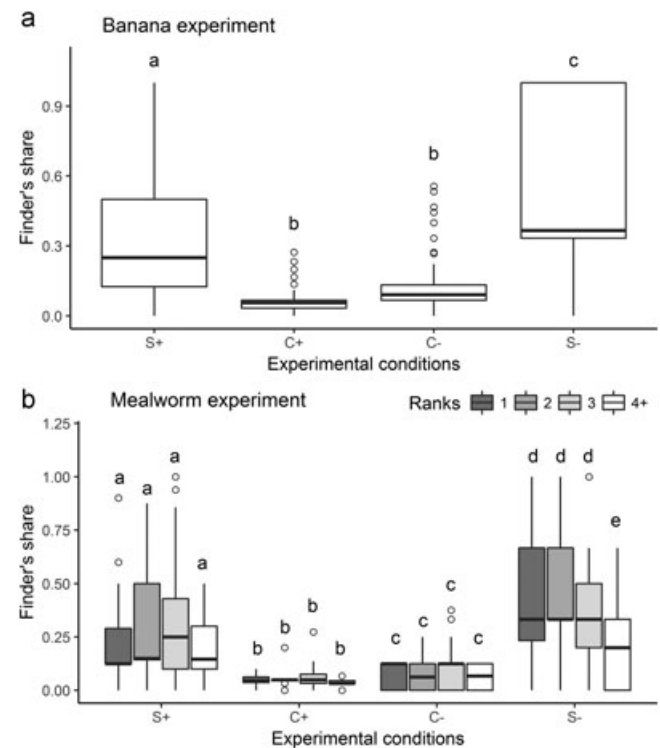 a
Banana experiment
a
b
b
c
0.9
0.6
0.3
0.0
Finder's share
S+ C+ C- S-
Experimental conditions
b
Mealworm experiment
Ranks 1 2 3 4+
1.25
1.00
0.75
0.50
0.25
0.00
Finder's share
a a a a
b b b b
c c c c
d d d e
S+ C+ C- S-
Experimental conditions